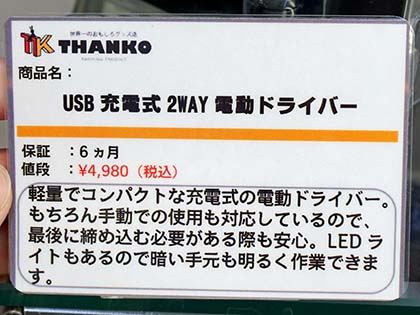 世界一のおもしろグッズ店
THANKO
商品名:
USB 充電式 2WAY 電動ドライバー
保証 :6ヵ月
値段 :¥4,980(税込)
軽量でコンパクトな充電式の電動ドライバー。
もちろん手動での使用も対応しているので、
最後に締め込む必要がある際も安心。LEDラ
イトもあるので暗い手元も明るく作業できま
す。